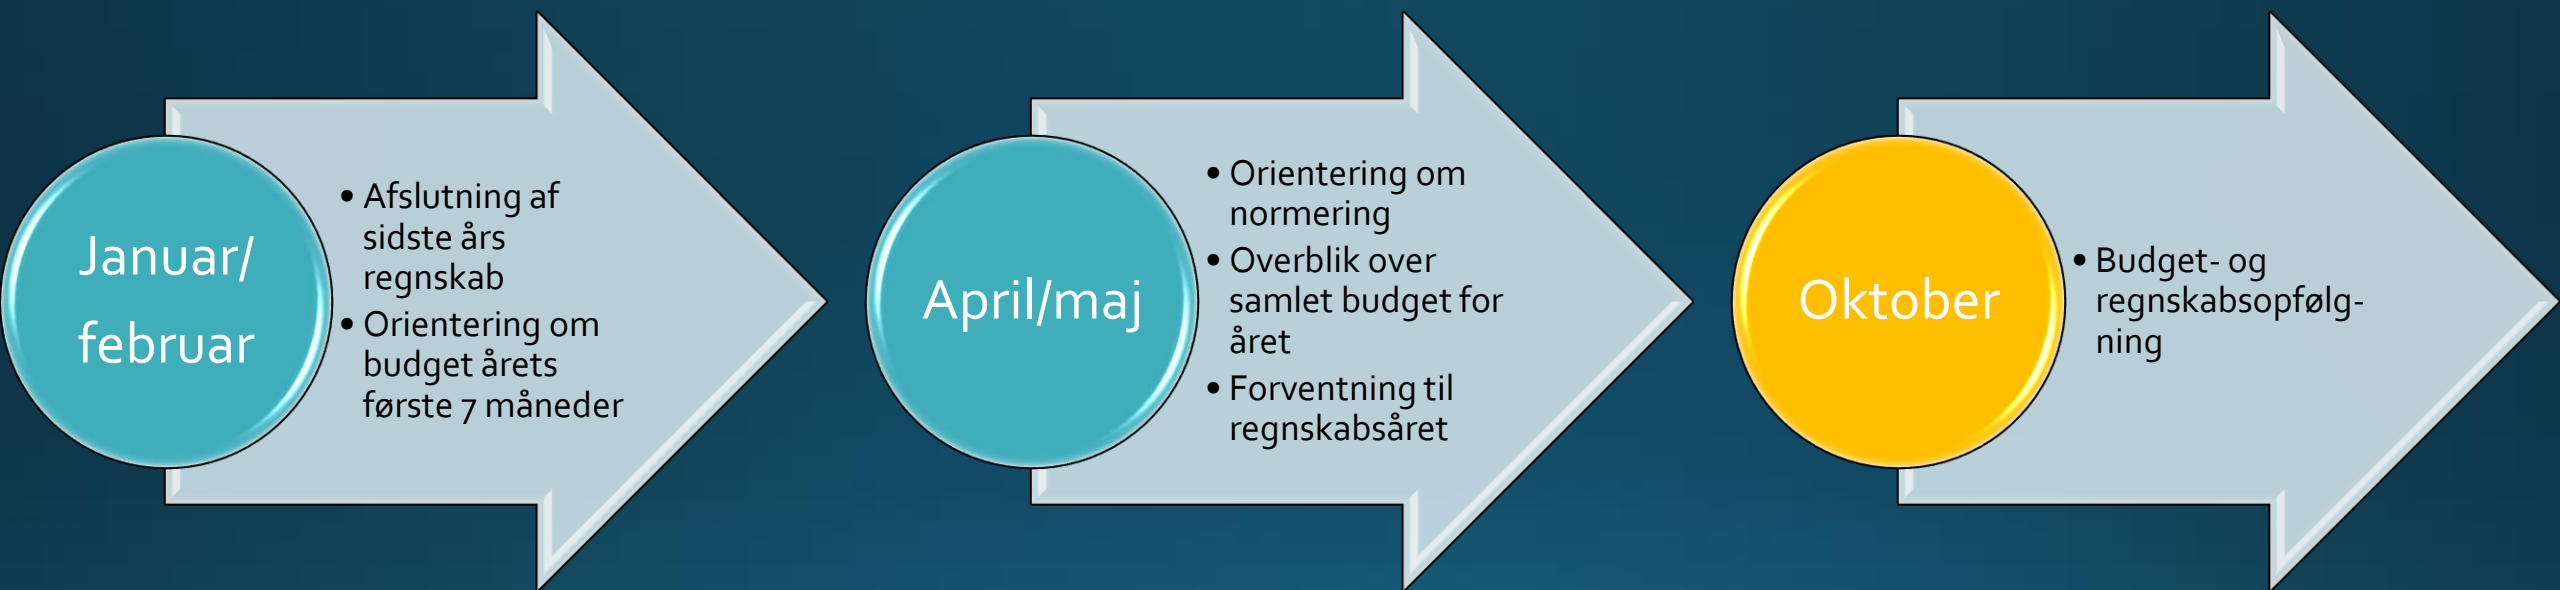 Januar/
februar
• Afslutning af
sidste års
regnskab
• Orientering om
budget årets
første 7 måneder
April/maj
• Orientering om
normering
• Overblik over
samlet budget for
året
• Forventning til
regnskabsåret
Oktober
• Budget- og
regnskabsopfølg-
ning